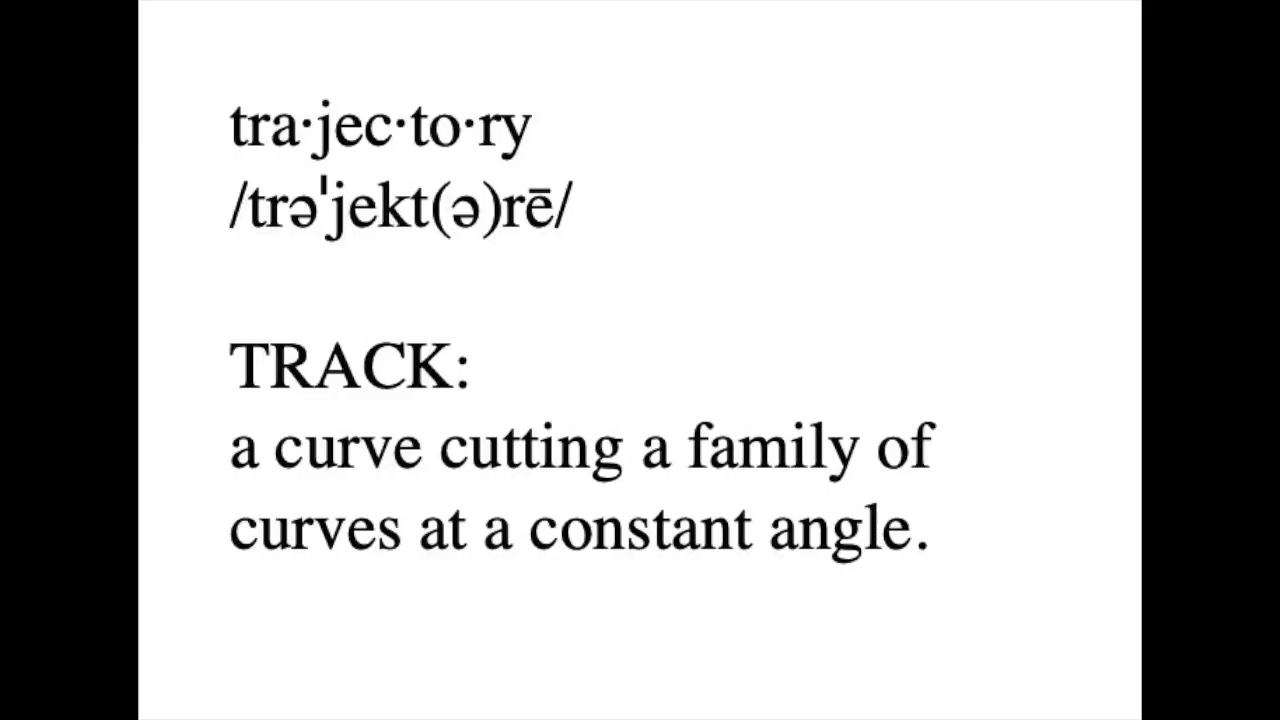 tra·jec·to·ry
/trəˈjekt(ə)rē/
TRACK:
a curve cutting a family of
curves at a constant angle.